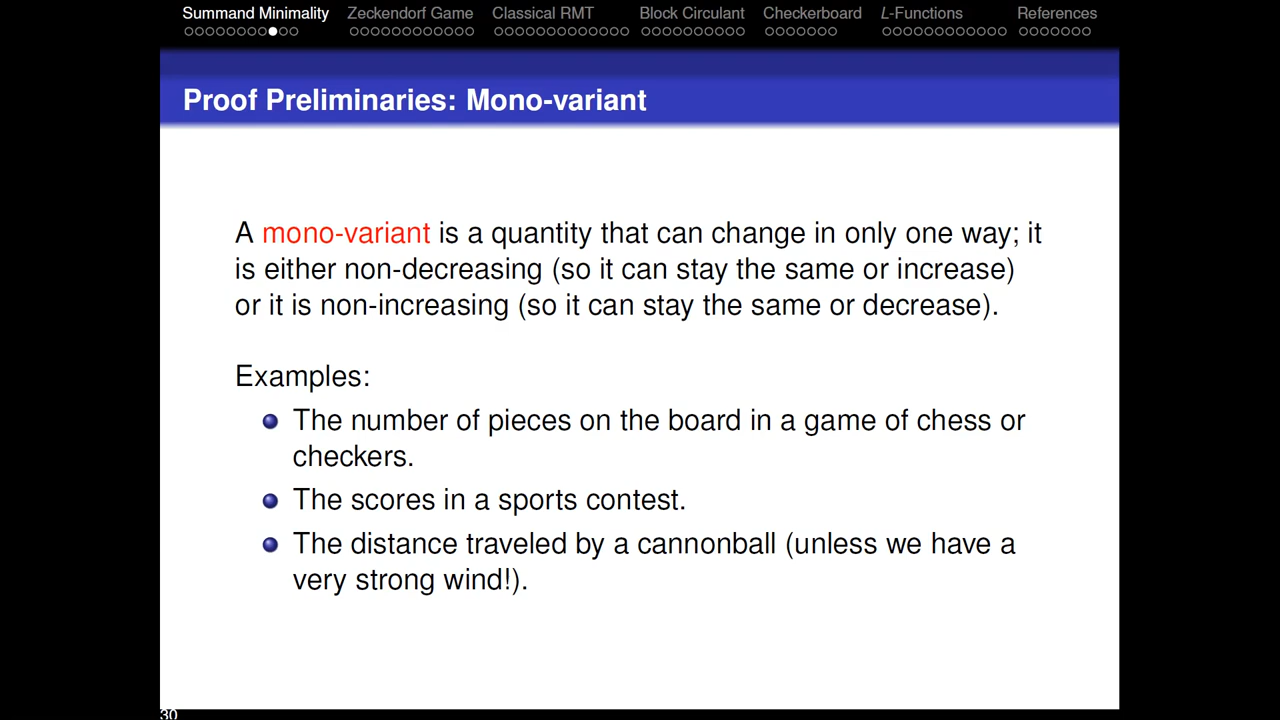 Summand Minimality Zeckendorf Game Classical RMT Block Circulant Checkerboard L-Functions References
Proof Preliminaries: Mono-variant
A mono-variant is a quantity that can change in only one way; it
is either non-decreasing (so it can stay the same or increase)
or it is non-increasing (so it can stay the same or decrease).
Examples:
The number of pieces on the board in a game of chess or
checkers.
The scores in a sports contest.
The distance traveled by a cannonball (unless we have a
very strong wind!).
30